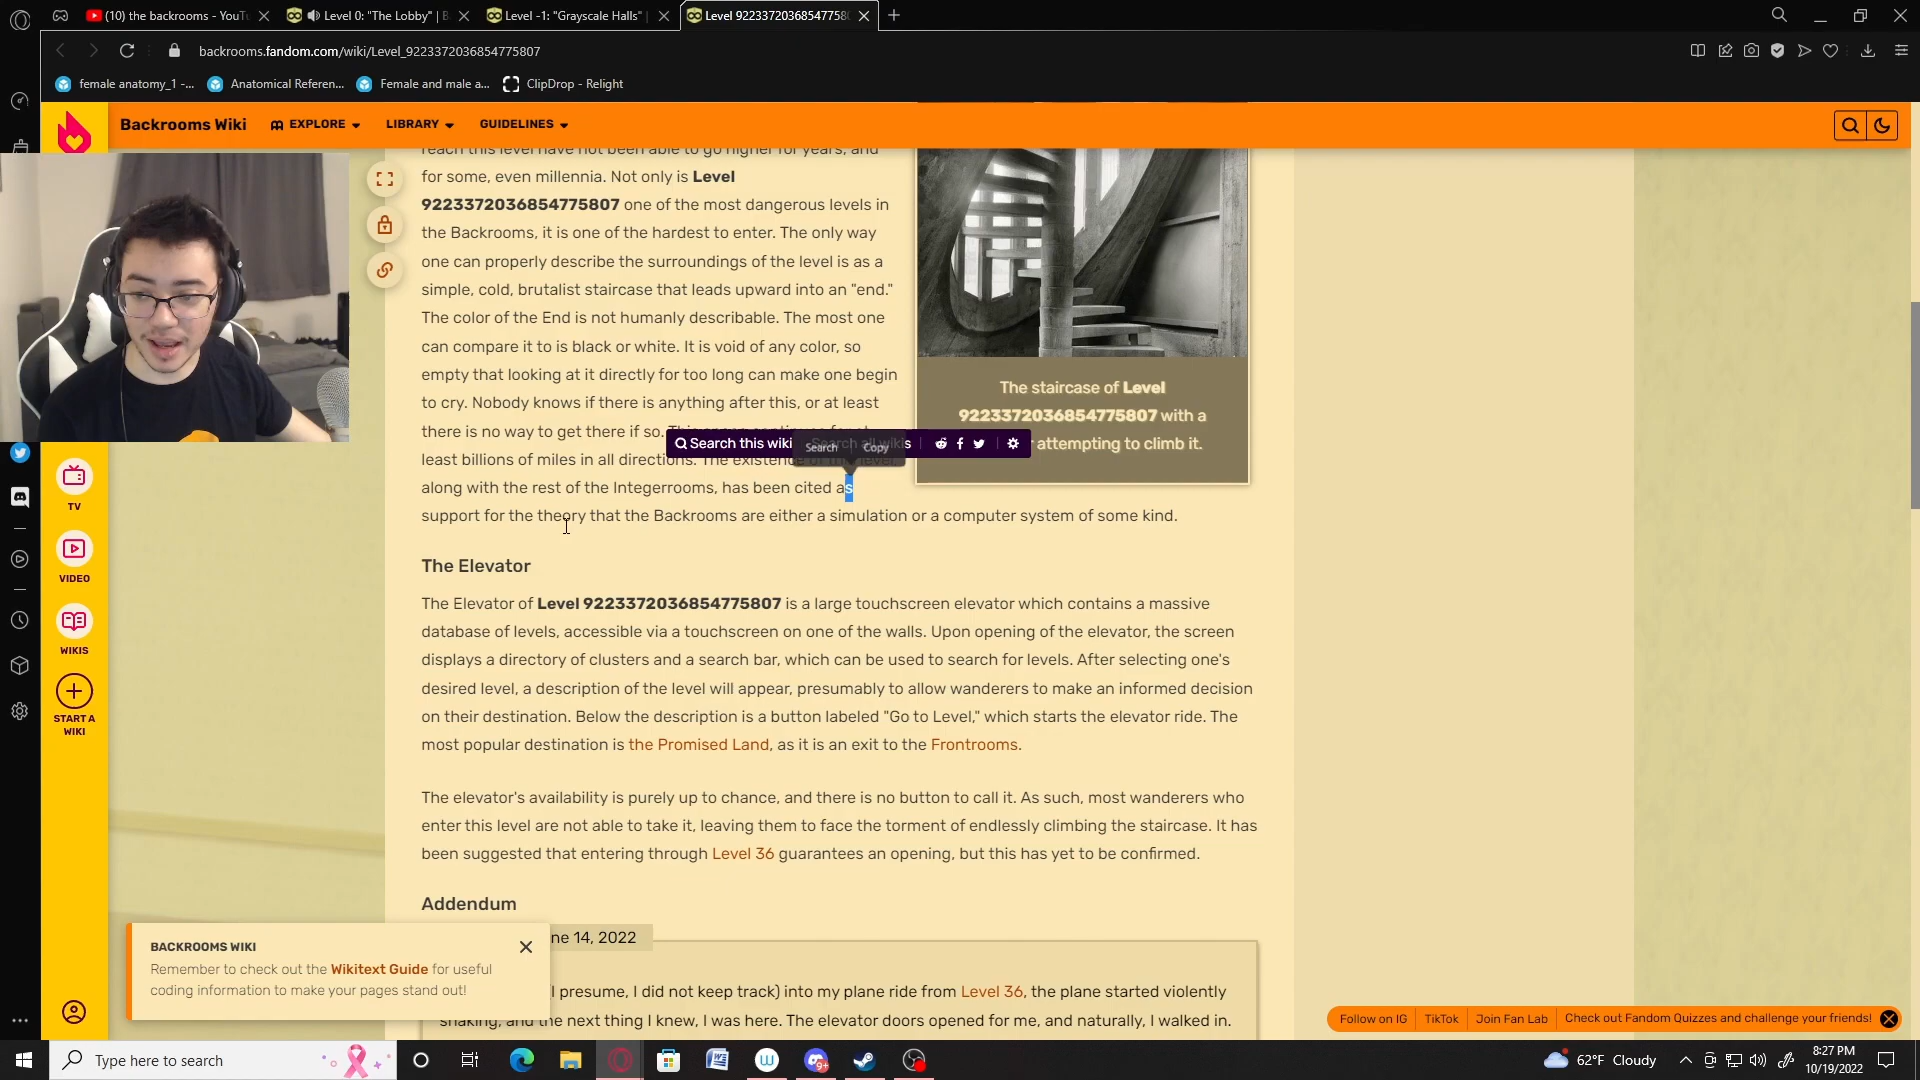 (10) the backrooms - YouTu
Level 0: "The Lobby" | B
Level -1: "Grayscale Halls" |
Level 9223372036854775807
backrooms.fandom.com/wiki/Level_9223372036854775807
female anatomy_1 -...
Anatomical Referen...
Female and male a...
ClipDrop - Relight
Backrooms Wiki
EXPLORE
LIBRARY
GUIDELINES
reach this level have not been able to go higher for years, and
for some, even millennia. Not only is Level
9223372036854775807 one of the most dangerous levels in
the Backrooms, it is one of the hardest to enter. The only way
one can properly describe the surroundings of the level is as a
simple, cold, brutalist staircase that leads upward into an "end."
The color of the End is not humanly describable. The most one
can compare it to is black or white. It is void of any color, so
empty that looking at it directly for too long can make one begin
to cry. Nobody knows if there is anything after this, or at least
there is no way to get there if so.
least billions of miles in all directions. The existence
along with the rest of the Integerrooms, has been cited as
support for the theory that the Backrooms are either a simulation or a computer system of some kind.
Search this wiki
Search
Copy
The staircase of Level
9223372036854775807 with a
attempting to climb it.
The Elevator
The Elevator of Level 9223372036854775807 is a large touchscreen elevator which contains a massive
database of levels, accessible via a touchscreen on one of the walls. Upon opening of the elevator, the screen
displays a directory of clusters and a search bar, which can be used to search for levels. After selecting one's
desired level, a description of the level will appear, presumably to allow wanderers to make an informed decision
on their destination. Below the description is a button labeled "Go to Level," which starts the elevator ride. The
most popular destination is the Promised Land, as it is an exit to the Frontrooms.
The elevator's availability is purely up to chance, and there is no button to call it. As such, most wanderers who
enter this level are not able to take it, leaving them to face the torment of endlessly climbing the staircase. It has
been suggested that entering through Level 36 guarantees an opening, but this has yet to be confirmed.
Addendum
ne 14, 2022
I presume, I did not keep track) into my plane ride from Level 36, the plane started violently
shaking, and the next thing I knew, I was here. The elevator doors opened for me, and naturally, I walked in.
TV
VIDEO
WIKIS
START A
WIKI
BACKROOMS WIKI
Remember to check out the Wikitext Guide for useful
coding information to make your pages stand out!
Follow on IG
TikTok
Join Fan Lab
Check out Fandom Quizzes and challenge your friends!
Type here to search
9+
62°F Cloudy
8:27 PM
10/19/2022